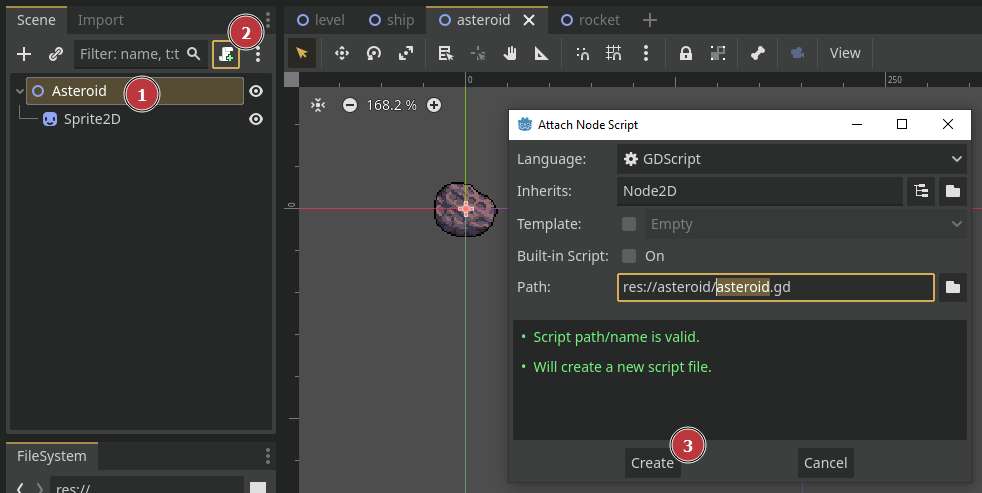 Scene Import
Filter: name, t:t
2
Asteroid
1
Sprite2D
FileSystem
res://
level ship asteroid rocket
View
0 250
168.2 %
0
Attach Node Script
Language: GDScript
Inherits: Node2D
Template: Empty
Built-in Script: On
Path: res://asteroid/asteroid.gd
• Script path/name is valid.
• Will create a new script file.
3
Create Cancel